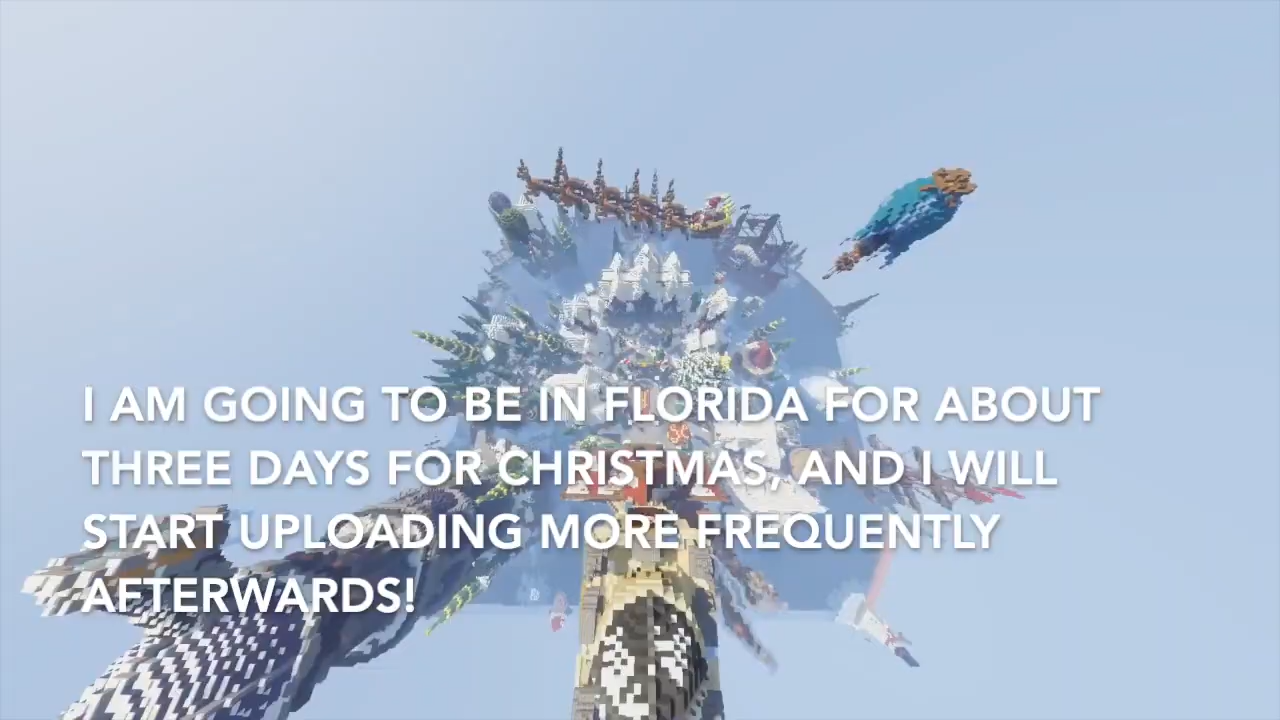 I AM GOING TO BE IN FLORIDA FOR ABOUT
THREE DAYS FOR CHRISTMAS, AND I WILL
START UPLOADING MORE FREQUENTLY
AFTERWARDS!